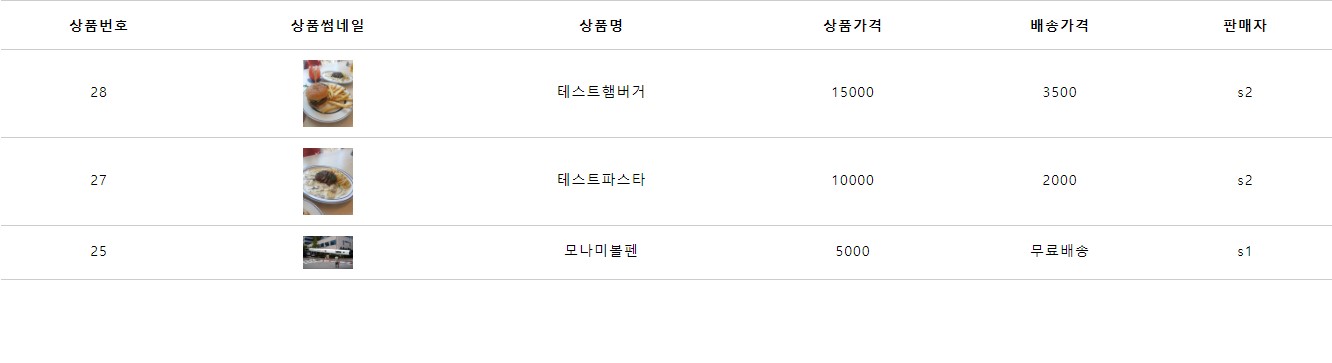 상품번호 상품썸네일 상품명 상품가격 배송가격 판매자
28 테스트햄버거 15000 3500 s2
27 테스트파스타 10000 2000 s2
25 모나미볼펜 5000 무료배송 s1